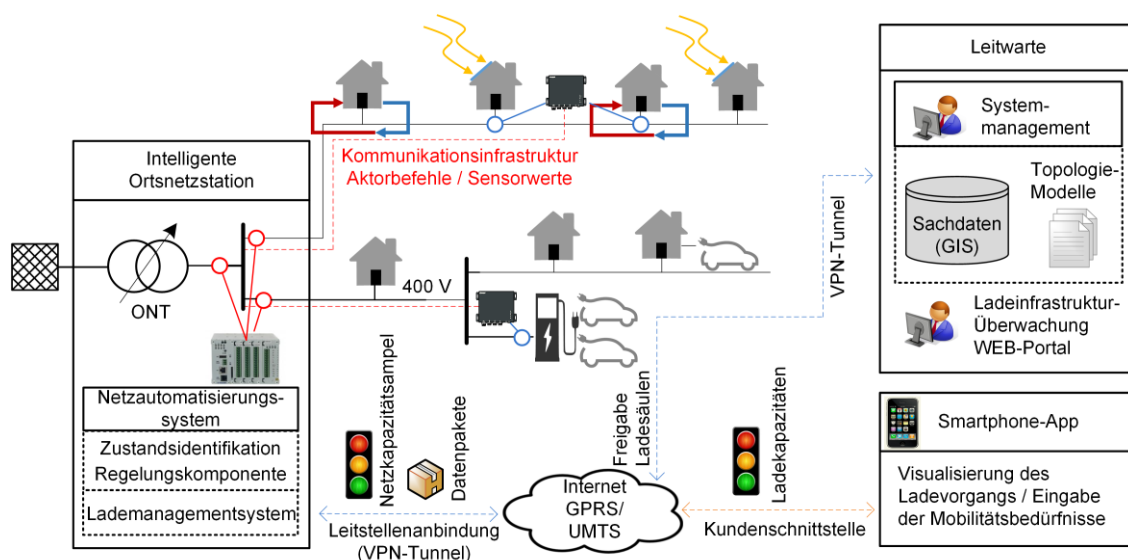 Intelligente
Ortsnetzstation
ONT
Netzautomatisierungs-
system
Zustandsidentifikation
Regelungskomponente
Lademanagementsystem
Kommunikationsinfrastruktur
Aktorbefehle / Sensorwerte
400 V
Netzkapazitätsampel
Datenpakete
Leitstellenanbindung
(VPN-Tunnel)
Internet
GPRS/
UMTS
Freigabe
Ladesäulen
VPN-Tunnel
Ladekapazitäten
Kundenschnittstelle
Leitwarte
System-
management
Topologie-
Modelle
Sachdaten
(GIS)
Ladeinfrastruktur-
Überwachung
WEB-Portal
Smartphone-App
Visualisierung des
Ladevorgangs / Eingabe
der Mobilitätsbedürfnisse